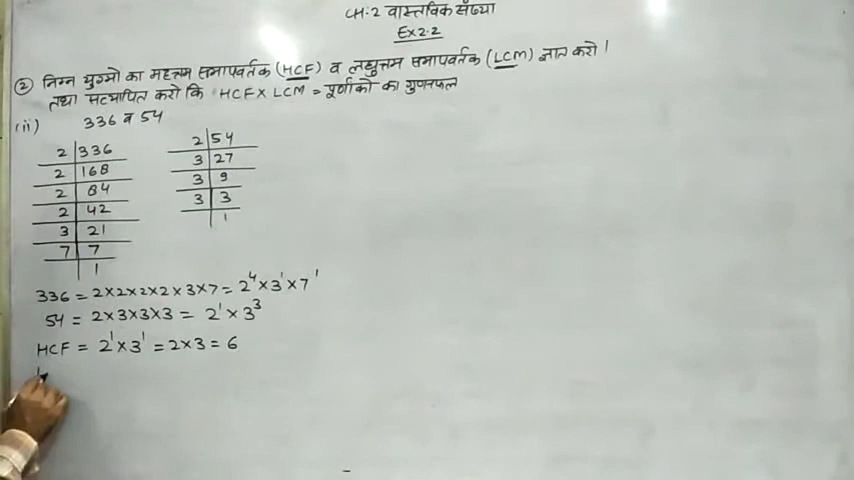 CH-2 वास्तविक संख्या
Ex 2.2
② निम्न युग्मो का महत्तम समापवर्तक (HCF) व लघुत्तम समापवर्तक (LCM) ज्ञात करो।
तथा सत्यापित करो कि HCF × LCM = पूर्णाको का गुणनफल
(ii) 336 व 54
2 | 336
2 | 168
2 | 84
2 | 42
3 | 21
7 | 7
1
2 | 54
3 | 27
3 | 9
3 | 3
1
336 = 2×2×2×2×3×7 = 2⁴ × 3¹ × 7¹
54 = 2×3×3×3 = 2¹ × 3³
HCF = 2¹ × 3¹ = 2×3 = 6